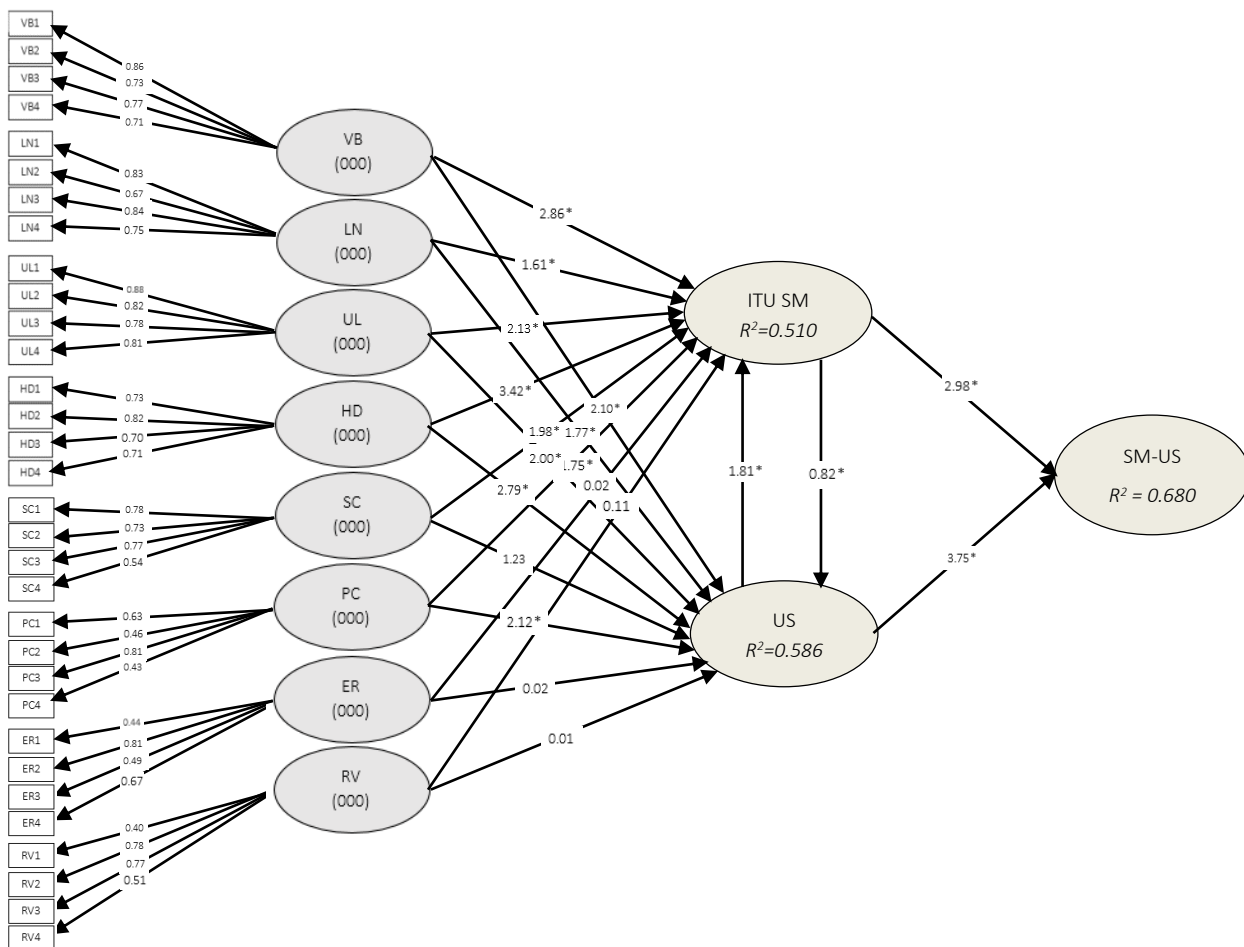 VB1
VB2
VB3
VB4
0.86
0.73
0.77
0.71
LN1
LN2
LN3
LN4
0.83
0.67
0.84
0.75
UL1
UL2
UL3
UL4
0.88
0.82
0.78
0.81
HD1
HD2
HD3
HD4
0.73
0.82
0.70
0.71
SC1
SC2
SC3
SC4
0.78
0.73
0.77
0.54
PC1
PC2
PC3
PC4
0.63
0.46
0.81
0.43
ER1
ER2
ER3
ER4
0.44
0.81
0.49
0.67
RV1
RV2
RV3
RV4
0.40
0.78
0.77
0.51
VB
(000)
LN
(000)
UL
(000)
HD
(000)
SC
(000)
PC
(000)
ER
(000)
RV
(000)
2.86*
1.61*
2.13*
3.42*
2.10*
1.98*
1.77*
2.00*
1.75*
0.02
2.79*
0.11
1.23
2.12*
0.02
0.01
ITU SM
R²=0.510
1.81*
0.82*
US
R²=0.586
2.98*
3.75*
SM-US
R² = 0.680